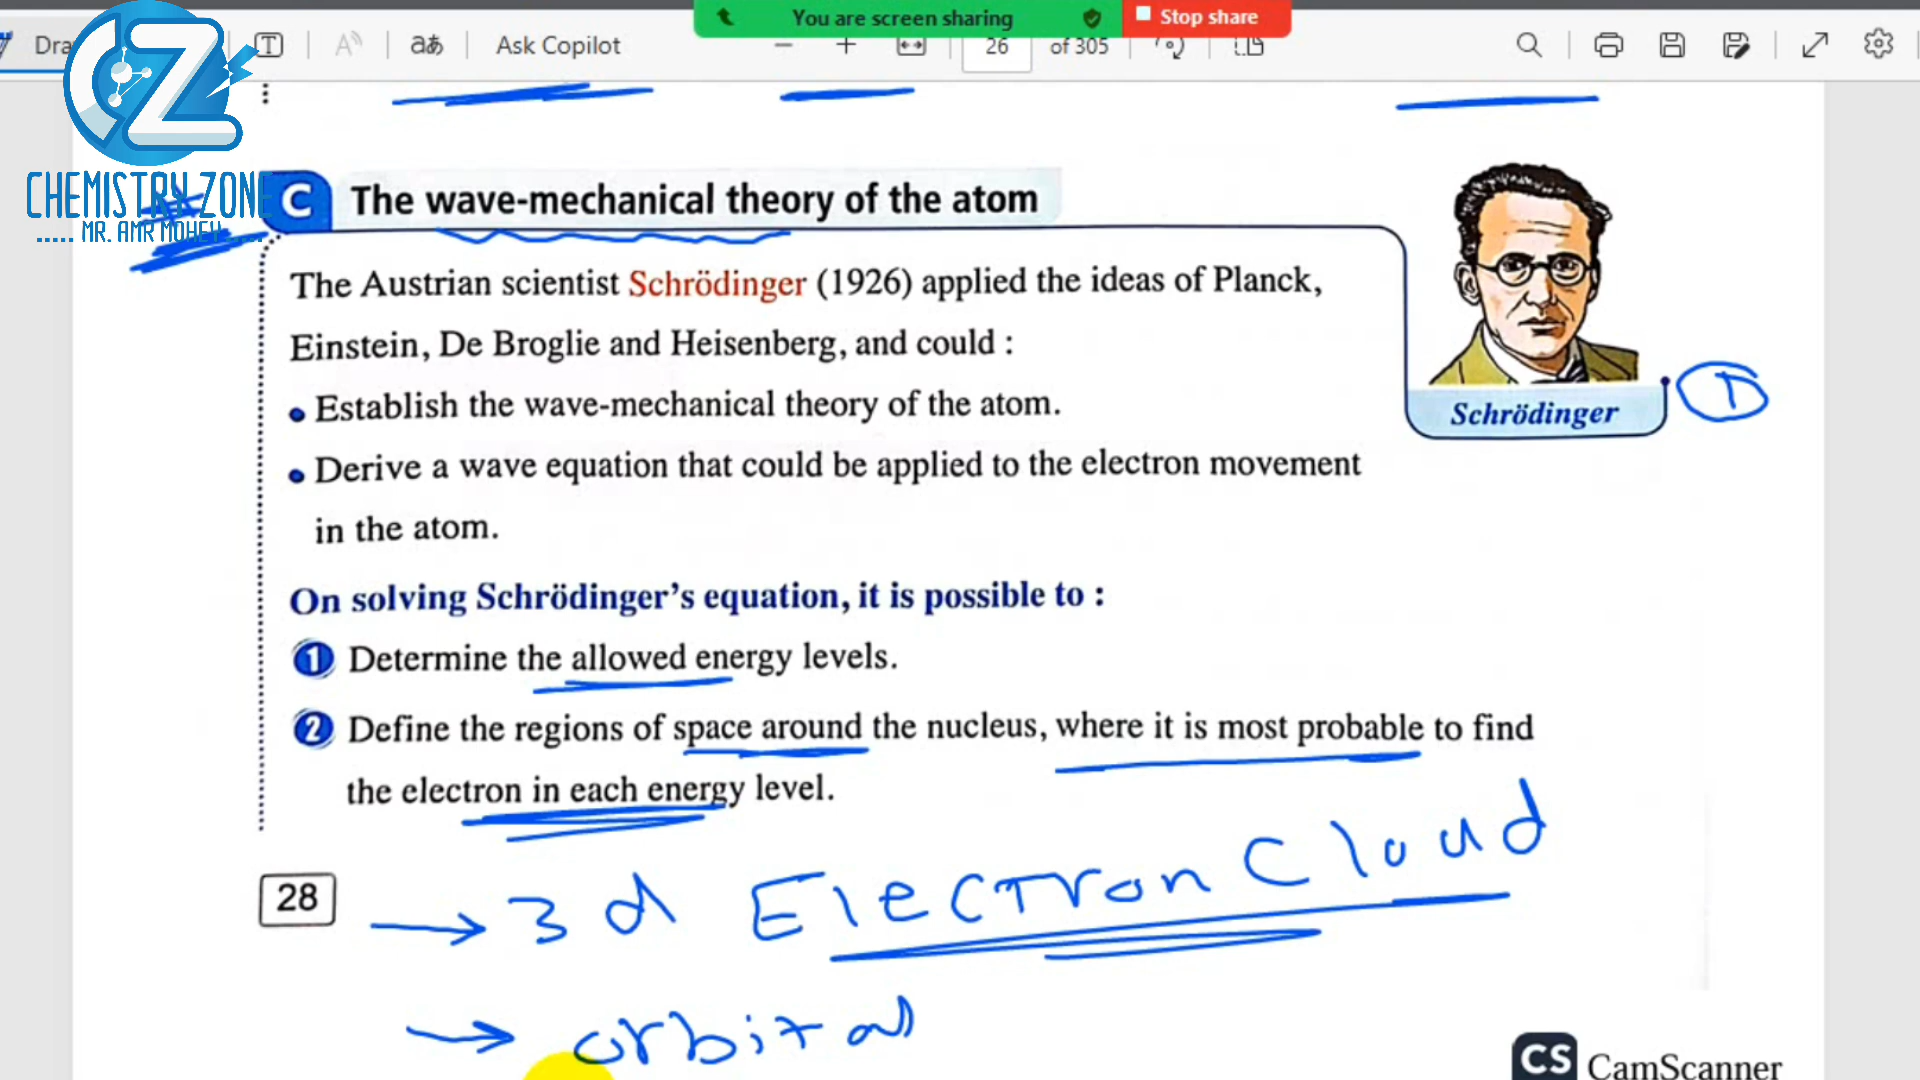 You are screen sharing
Stop share
Dra
Ask Copilot
26 of 305
CZ
CHEMISTRY ZONE
..... MR. AMR MOHEY .....
C The wave-mechanical theory of the atom
The Austrian scientist Schrödinger (1926) applied the ideas of Planck,
Einstein, De Broglie and Heisenberg, and could :
• Establish the wave-mechanical theory of the atom.
• Derive a wave equation that could be applied to the electron movement
in the atom.
Schrödinger
1
On solving Schrödinger’s equation, it is possible to :
1 Determine the allowed energy levels.
2 Define the regions of space around the nucleus, where it is most probable to find
the electron in each energy level.
28
→ 3d Electron Cloud
→ orbital
CS CamScanner